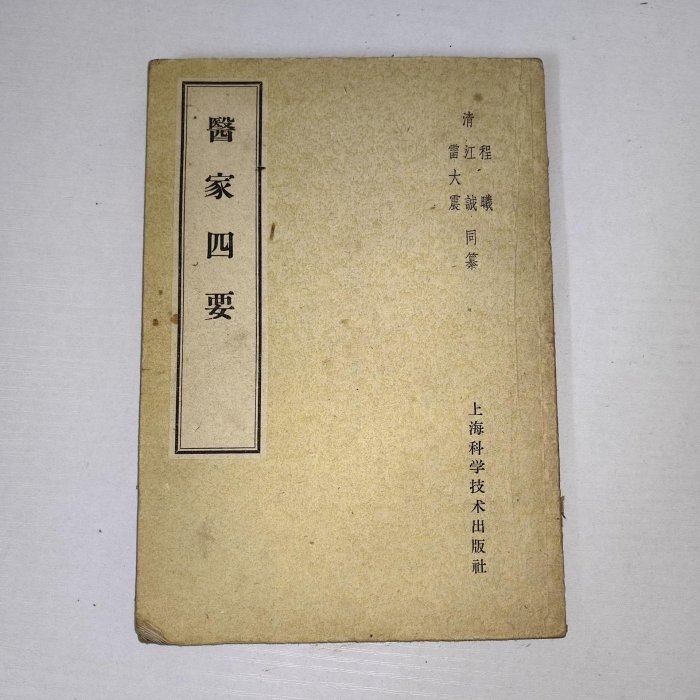 醫家四要
清
程曦
江誠同纂
雷大震
上海科学技术出版社